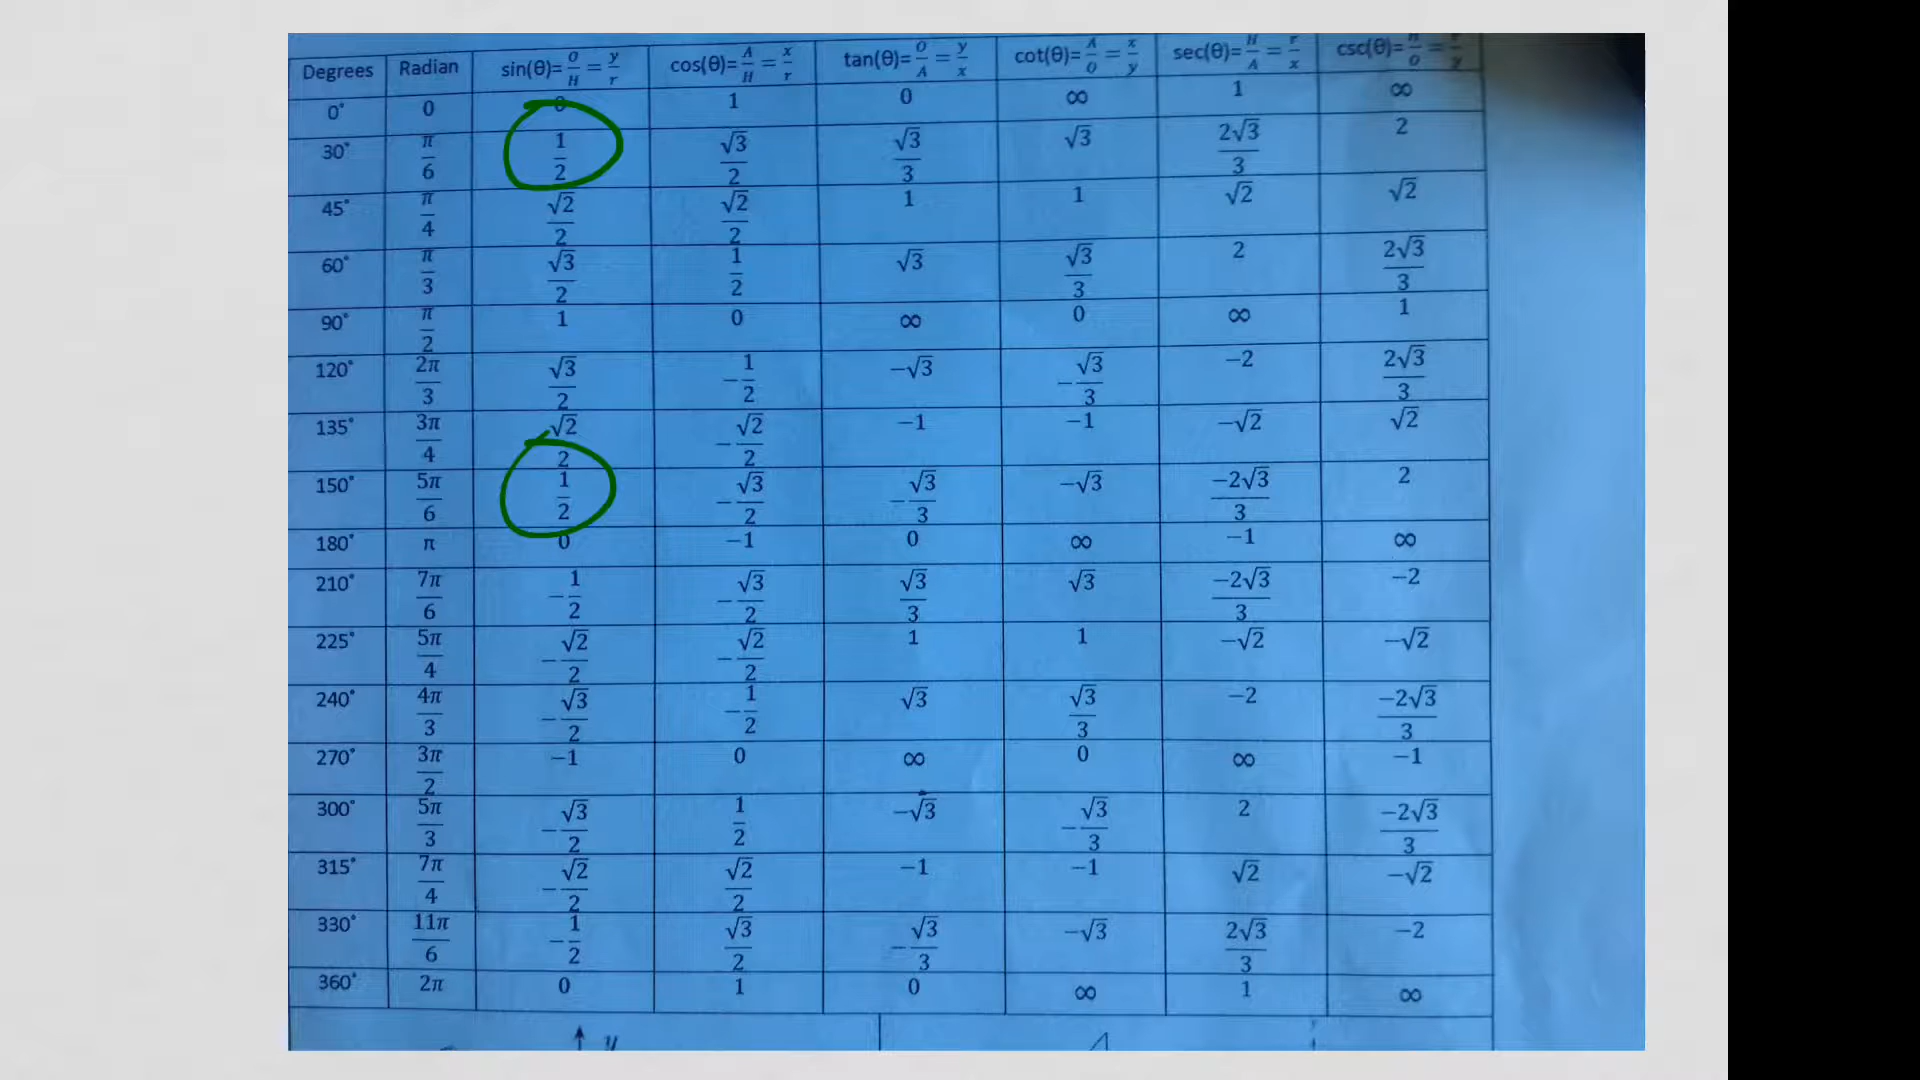 Degrees Radian sin(θ)=O/H=y/r cos(θ)=A/H=x/r tan(θ)=O/A=y/x cot(θ)=A/O=x/y sec(θ)=H/A=r/x csc(θ)=H/O=r/y
0° 0 0 1 0 ∞ 1 ∞
30° π/6 1/2 √3/2 √3/3 √3 2√3/3 2
45° π/4 √2/2 √2/2 1 1 √2 √2
60° π/3 √3/2 1/2 √3 √3/3 2 2√3/3
90° π/2 1 0 ∞ 0 ∞ 1
120° 2π/3 √3/2 −1/2 −√3 −√3/3 −2 2√3/3
135° 3π/4 √2/2 −√2/2 −1 −1 −√2 √2
150° 5π/6 1/2 −√3/2 −√3/3 −√3 −2√3/3 2
180° π 0 −1 0 ∞ −1 ∞
210° 7π/6 −1/2 −√3/2 √3/3 √3 −2√3/3 −2
225° 5π/4 −√2/2 −√2/2 1 1 −√2 −√2
240° 4π/3 −√3/2 −1/2 √3 √3/3 −2 −2√3/3
270° 3π/2 −1 0 ∞ 0 ∞ −1
300° 5π/3 −√3/2 1/2 −√3 −√3/3 2 −2√3/3
315° 7π/4 −√2/2 √2/2 −1 −1 √2 −√2
330° 11π/6 −1/2 √3/2 −√3/3 −√3 2√3/3 −2
360° 2π 0 1 0 ∞ 1 ∞
y